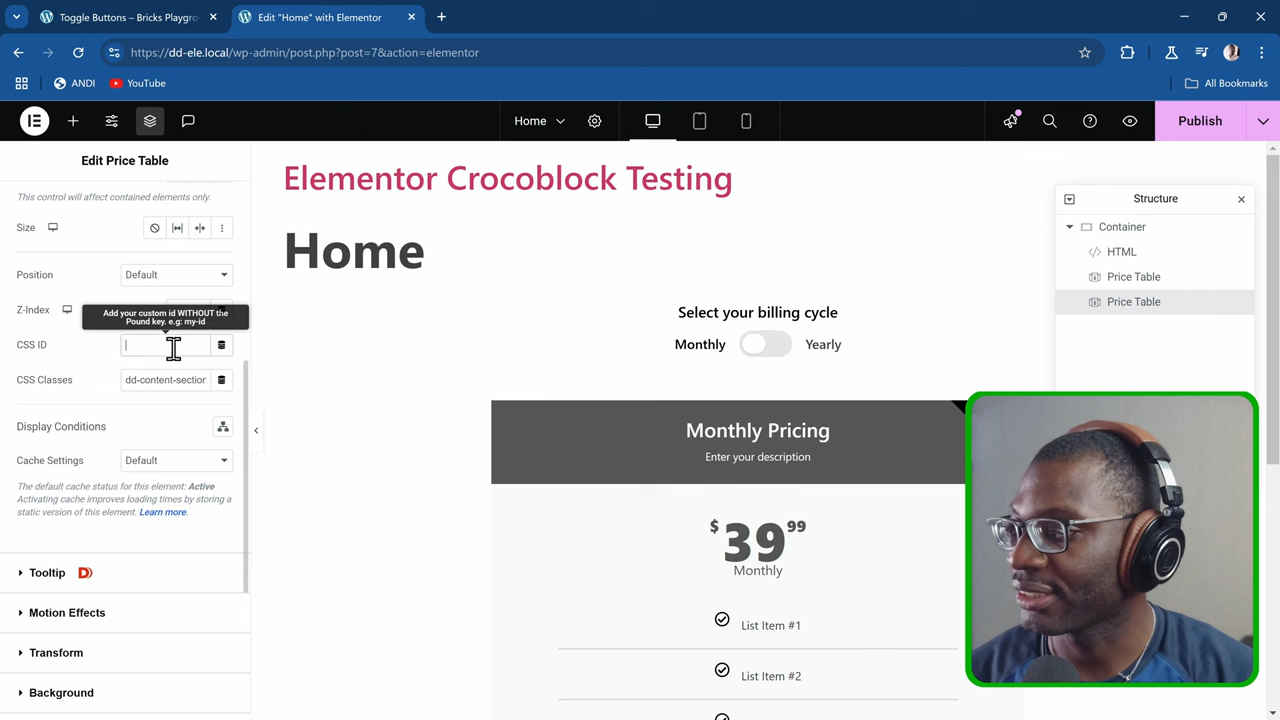 Toggle Buttons – Bricks Playgro
Edit "Home" with Elementor
https://dd-ele.local/wp-admin/post.php?post=7&action=elementor
ANDI
YouTube
All Bookmarks
Home
Publish
Edit Price Table
This control will affect contained elements only.
Size
Position
Default
Z-Index
Add your custom id WITHOUT the
Pound key. e.g: my-id
CSS ID
CSS Classes
dd-content-section
Display Conditions
Cache Settings
Default
The default cache status for this element: Active
Activating cache improves loading times by storing a
static version of this element. Learn more.
Tooltip
Motion Effects
Transform
Background
Elementor Crocoblock Testing
Home
Select your billing cycle
Monthly
Yearly
Monthly Pricing
Enter your description
$39 99
Monthly
List Item #1
List Item #2
Structure
Container
HTML
Price Table
Price Table